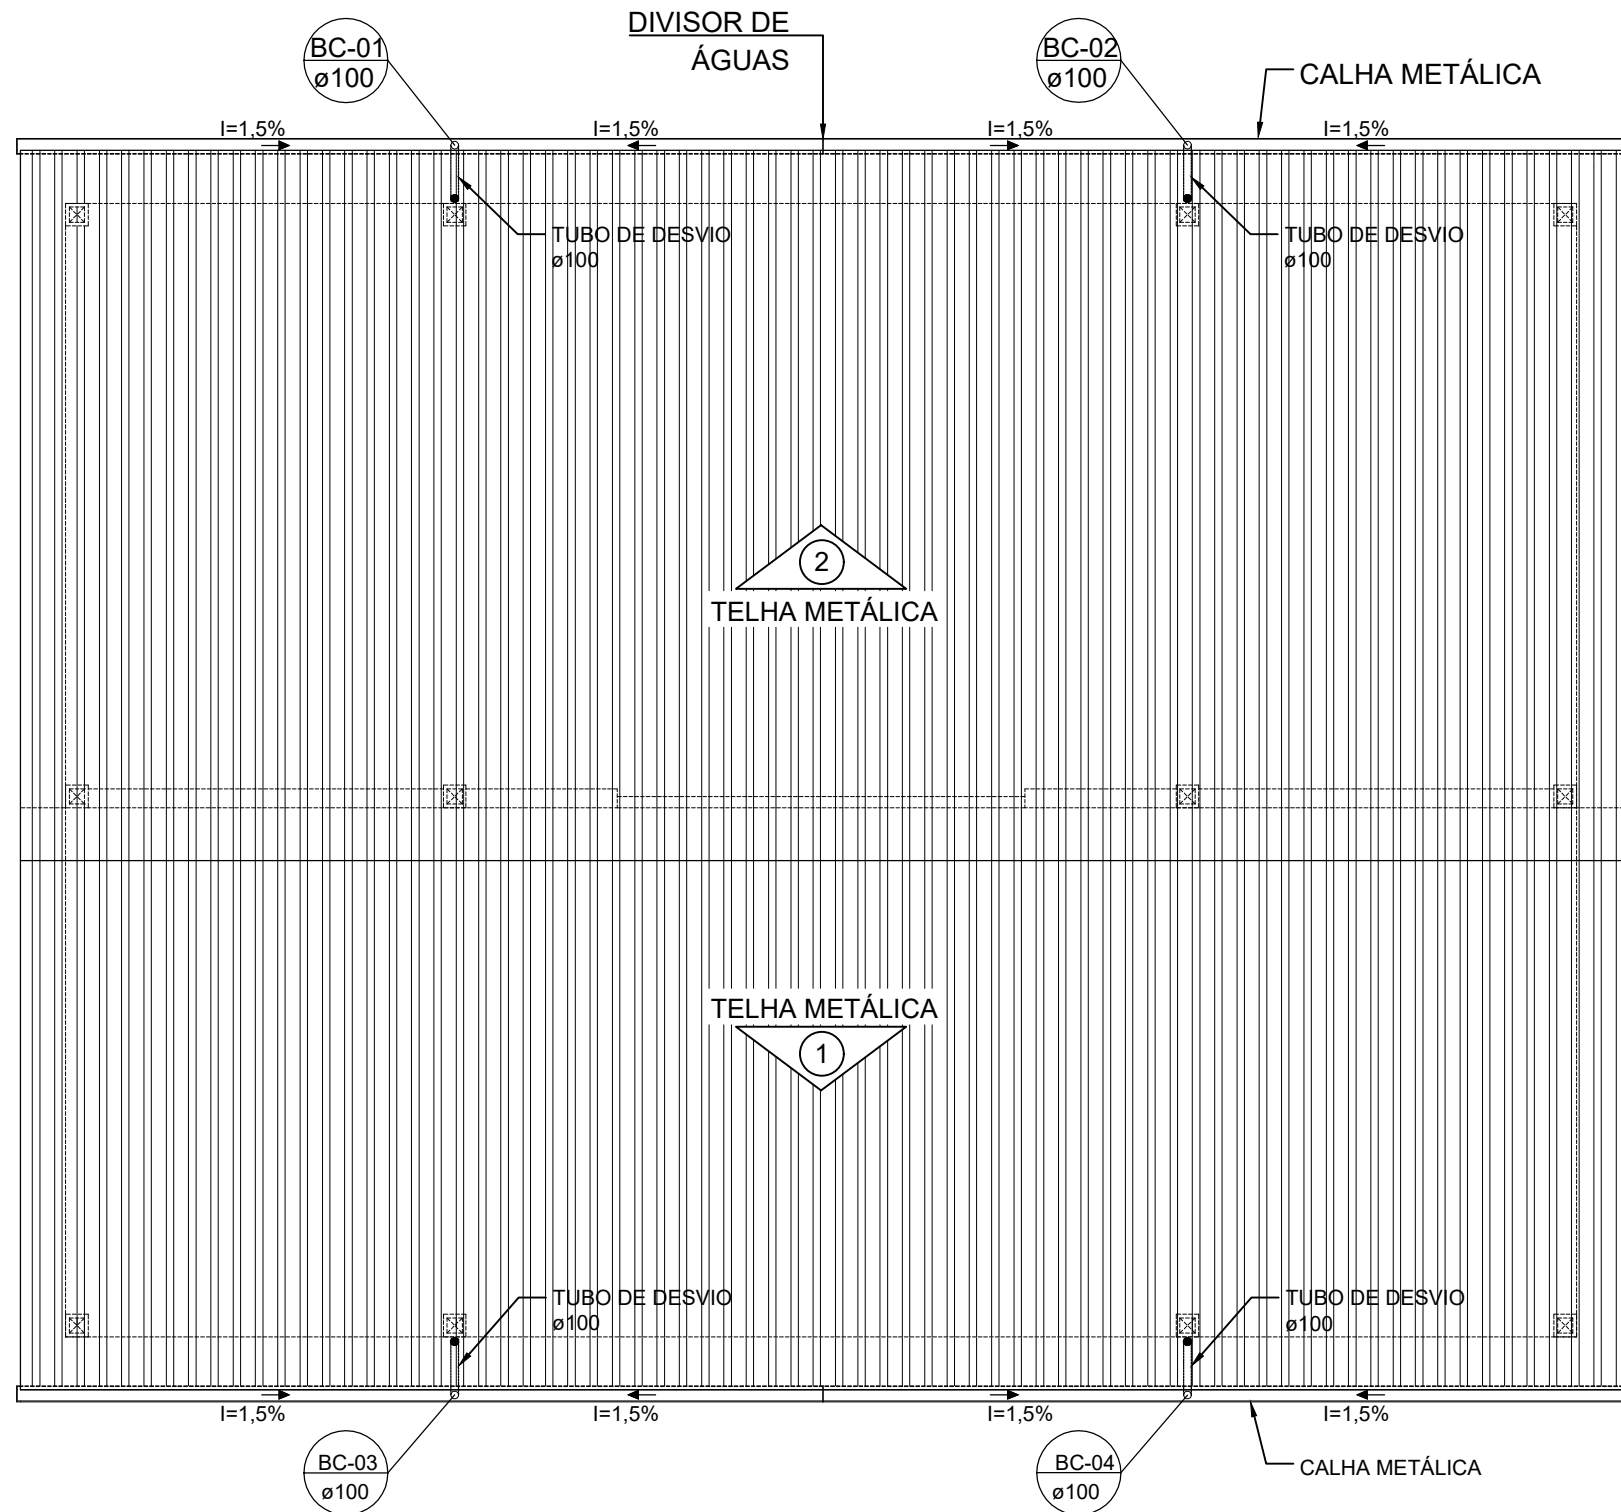 DIVISOR DE
ÁGUAS
BC-01
ø100
BC-02
ø100
CALHA METÁLICA
I=1,5%
I=1,5%
I=1,5%
I=1,5%
TUBO DE DESVIO
ø100
TUBO DE DESVIO
ø100
2
TELHA METÁLICA
TELHA METÁLICA
1
TUBO DE DESVIO
ø100
TUBO DE DESVIO
ø100
I=1,5%
I=1,5%
I=1,5%
I=1,5%
BC-03
ø100
BC-04
ø100
CALHA METÁLICA